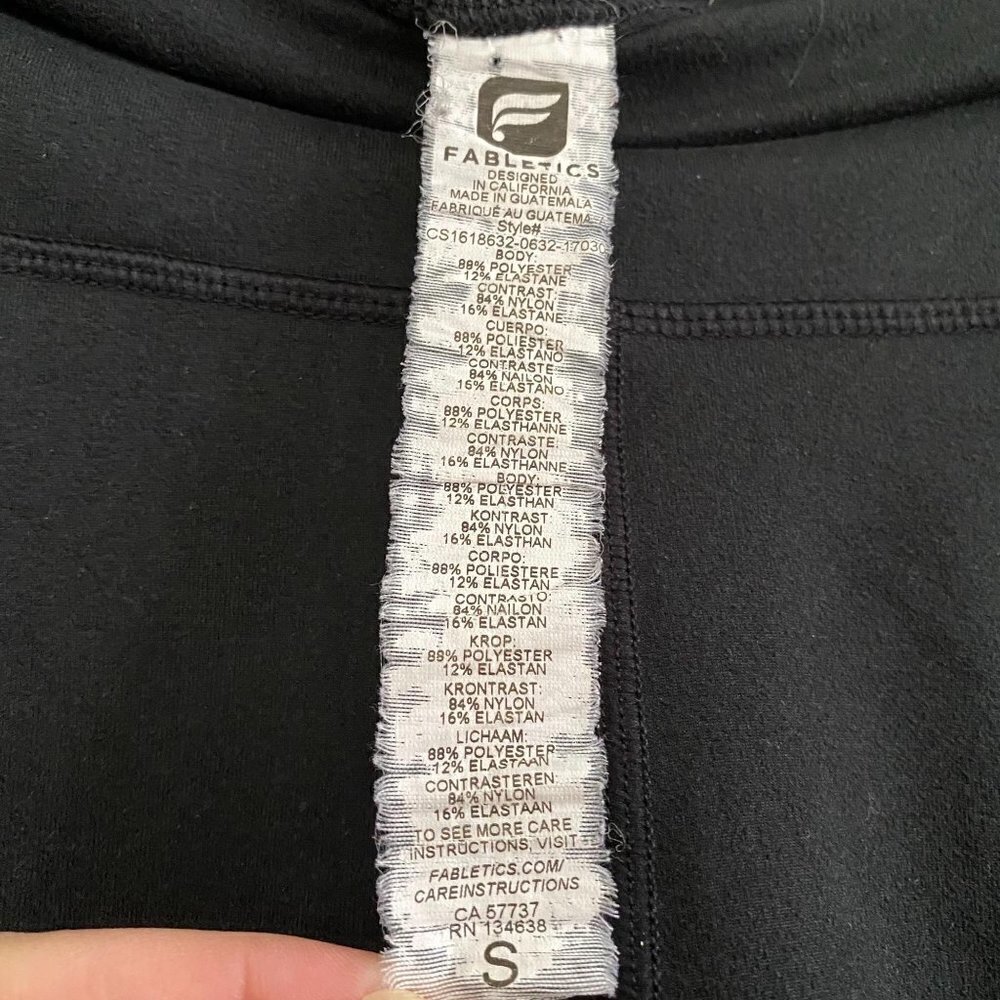 FABLETICS
DESIGNED
IN CALIFORNIA
MADE IN GUATEMALA
FABRIQUÉ AU GUATEMA
Style#
CS1618632-0632-17030
BODY:
88% POLYESTER
12% ELASTANE
CONTRAST:
84% NYLON
16% ELASTANE
CUERPO:
88% POLIESTER
12% ELASTANO
CONTRASTE
84% NAILON
16% ELASTANO
CORPS:
88% POLYESTER
12% ELASTHANNE
CONTRASTE:
84% NYLON
16% ELASTHANNE
BODY:
88% POLYESTER
12% ELASTHAN
KONTRAST
84% NYLON
16% ELASTHAN
CORPO:
88% POLIESTERE
12% ELASTAN
CONTRASTO:
84% NAILON
16% ELASTAN
KROP:
88% POLYESTER
12% ELASTAN
KRONTRAST:
84% NYLON
16% ELASTAN
LICHAAM:
88% POLYESTER
12% ELASTAAN
CONTRASTEREN:
84% NYLON
16% ELASTAAN
TO SEE MORE CARE
INSTRUCTIONS, VISIT
FABLETICS.COM/
CAREINSTRUCTIONS
CA 57737
RN 134638
S